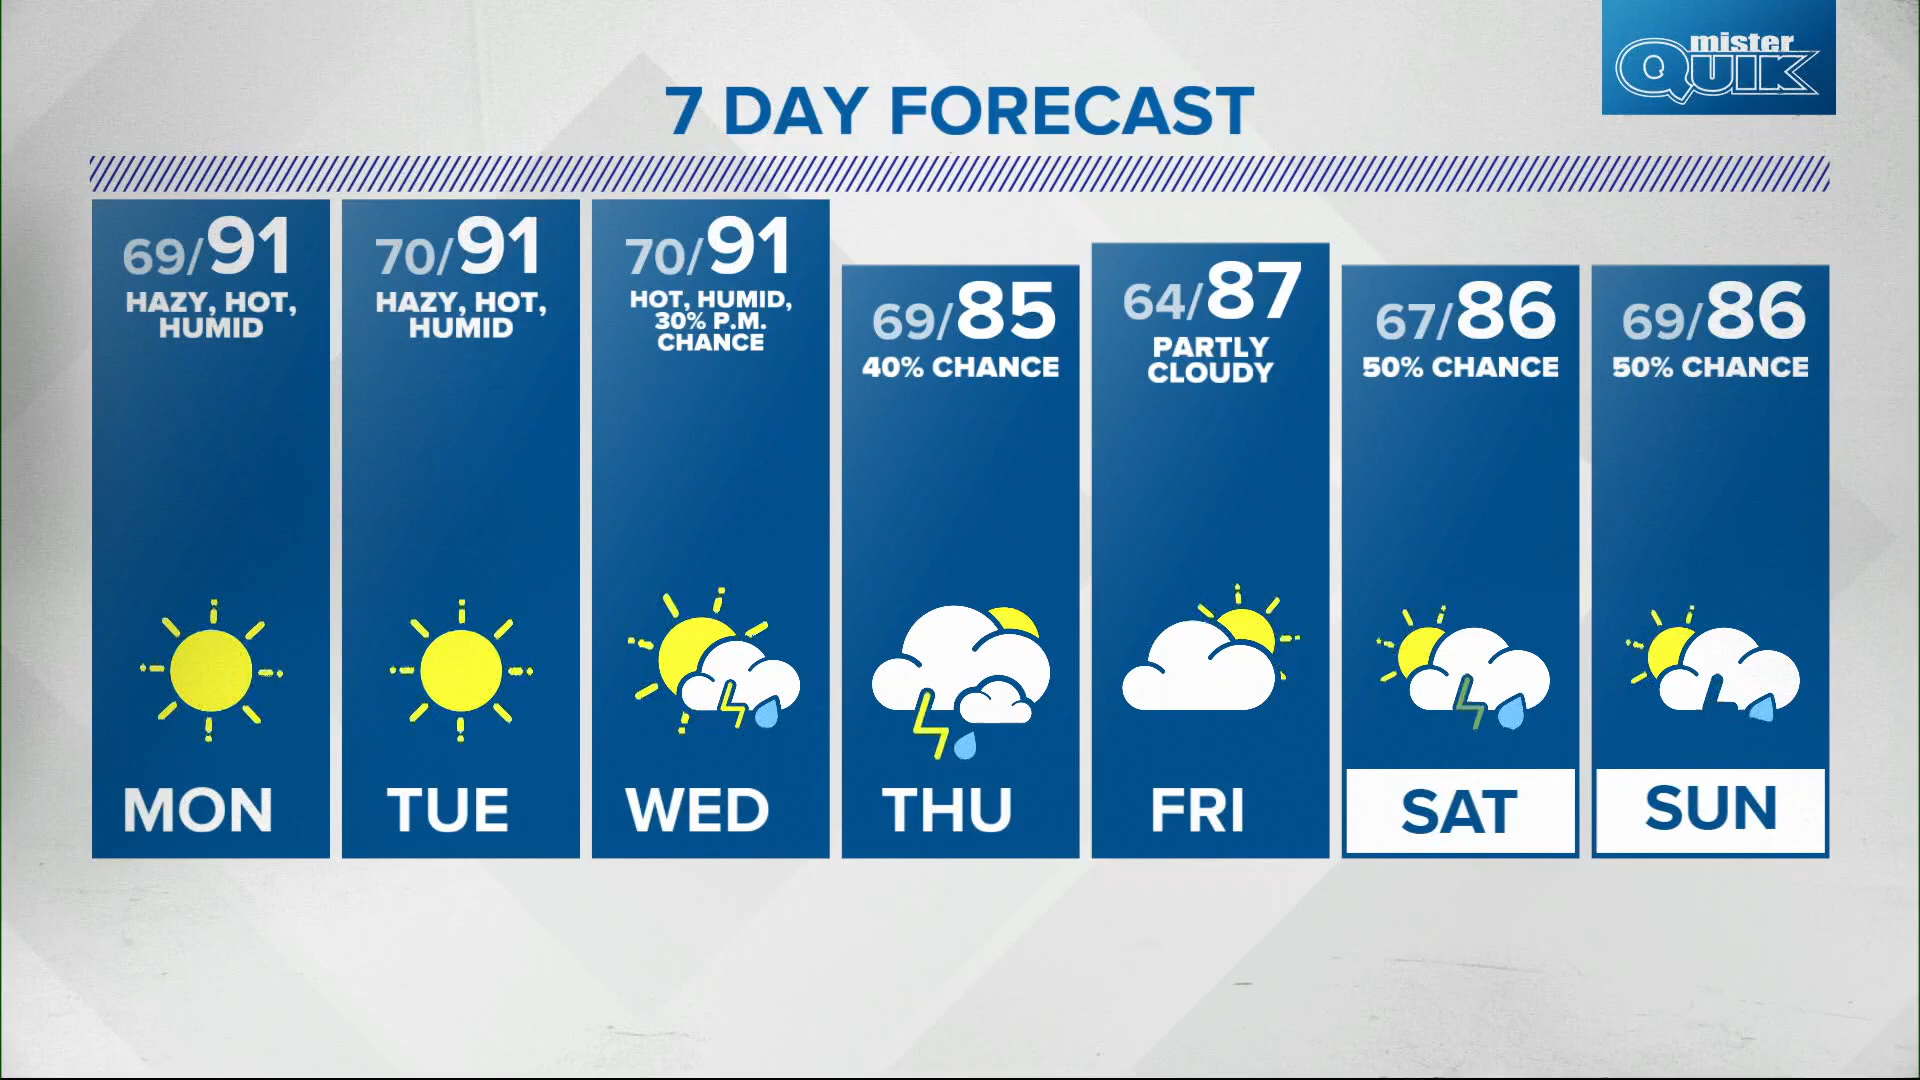 mister
QUIK
7 DAY FORECAST
69/91
HAZY, HOT,
HUMID
MON
70/91
HAZY, HOT,
HUMID
TUE
70/91
HOT, HUMID,
30% P.M.
CHANCE
WED
69/85
40% CHANCE
THU
64/87
PARTLY
CLOUDY
FRI
67/86
50% CHANCE
SAT
69/86
50% CHANCE
SUN